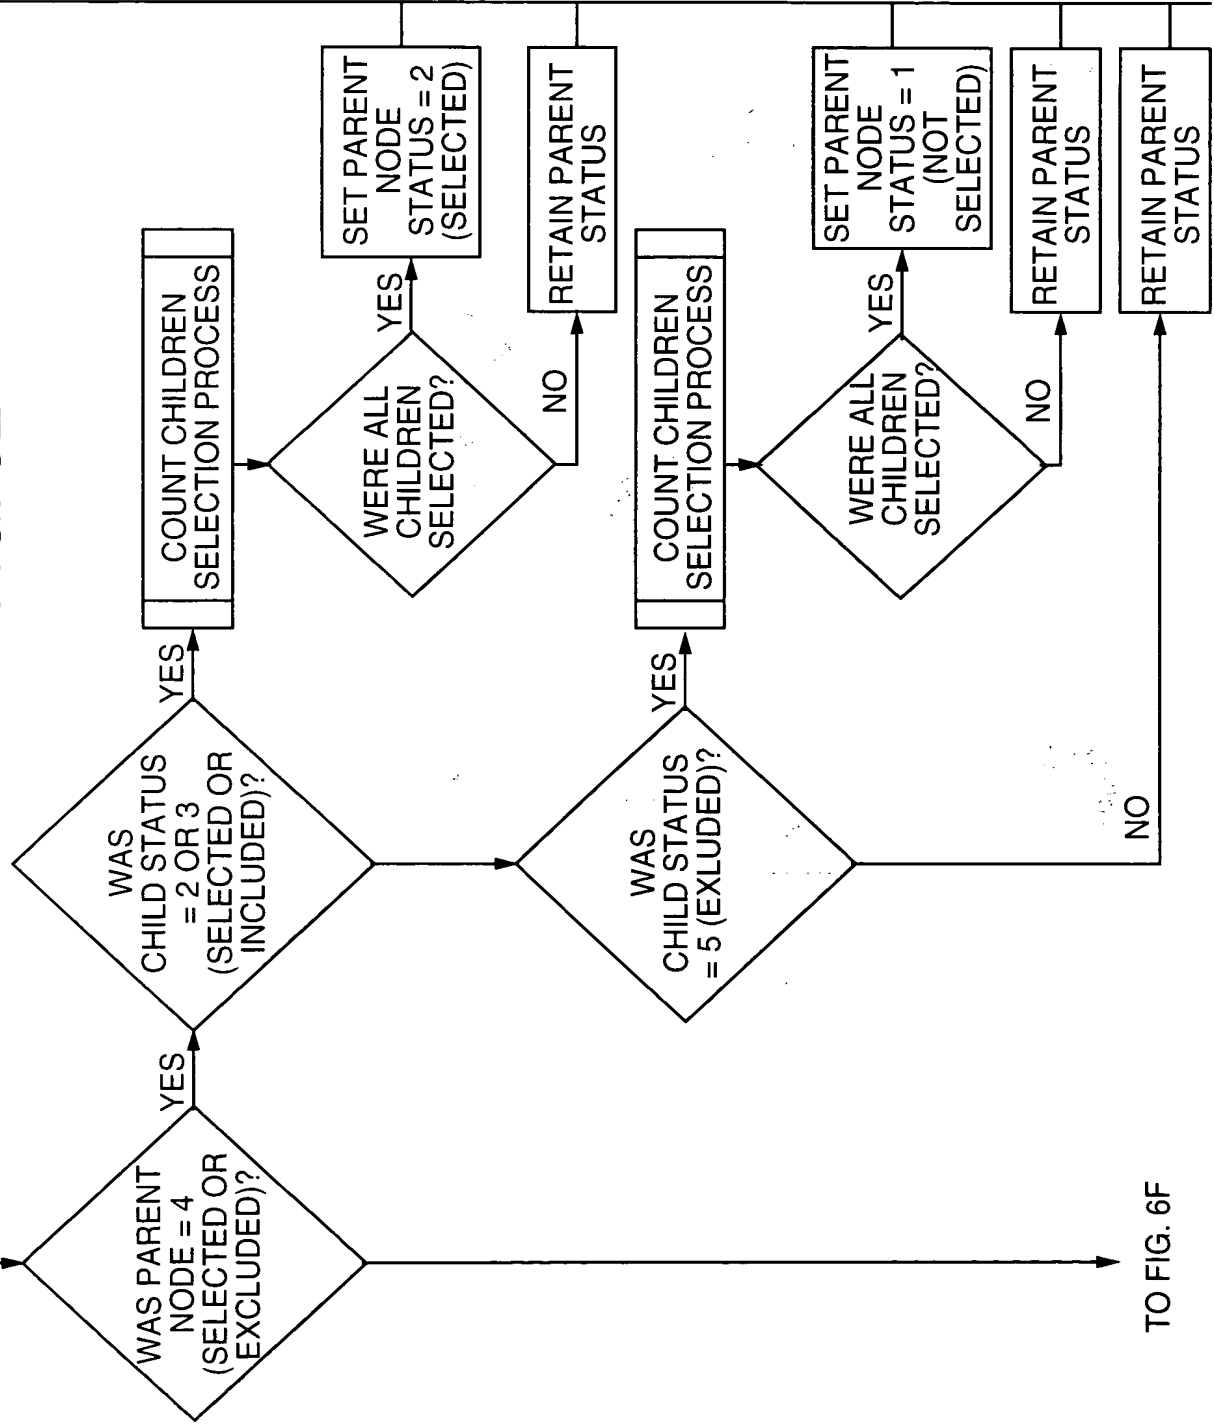 WAS PARENT
NODE = 4
(SELECTED OR
EXCLUDED)?
YES
TO FIG. 6F
WAS
CHILD STATUS
= 2 OR 3
(SELECTED OR
INCLUDED)?
YES
COUNT CHILDREN
SELECTION PROCESS
WERE ALL
CHILDREN
SELECTED?
YES
SET PARENT
NODE
STATUS = 2
(SELECTED)
NO
RETAIN PARENT
STATUS
WAS
CHILD STATUS
= 5 (EXLUDED)?
YES
COUNT CHILDREN
SELECTION PROCESS
WERE ALL
CHILDREN
SELECTED?
YES
SET PARENT
NODE
STATUS = 1
(NOT
SELECTED)
NO
RETAIN PARENT
STATUS
NO
RETAIN PARENT
STATUS